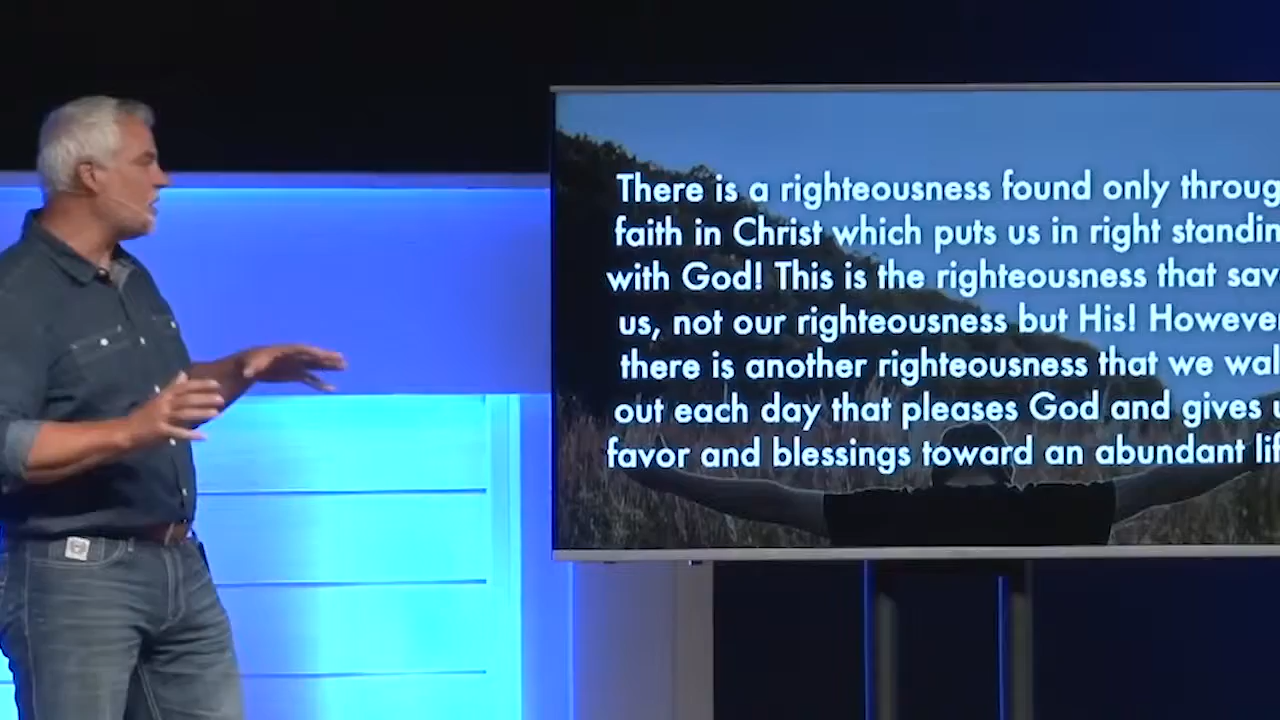 There is a righteousness found only throug
faith in Christ which puts us in right standin
with God! This is the righteousness that sav
us, not our righteousness but His! Howeve
there is another righteousness that we wal
out each day that pleases God and gives u
favor and blessings toward an abundant lif